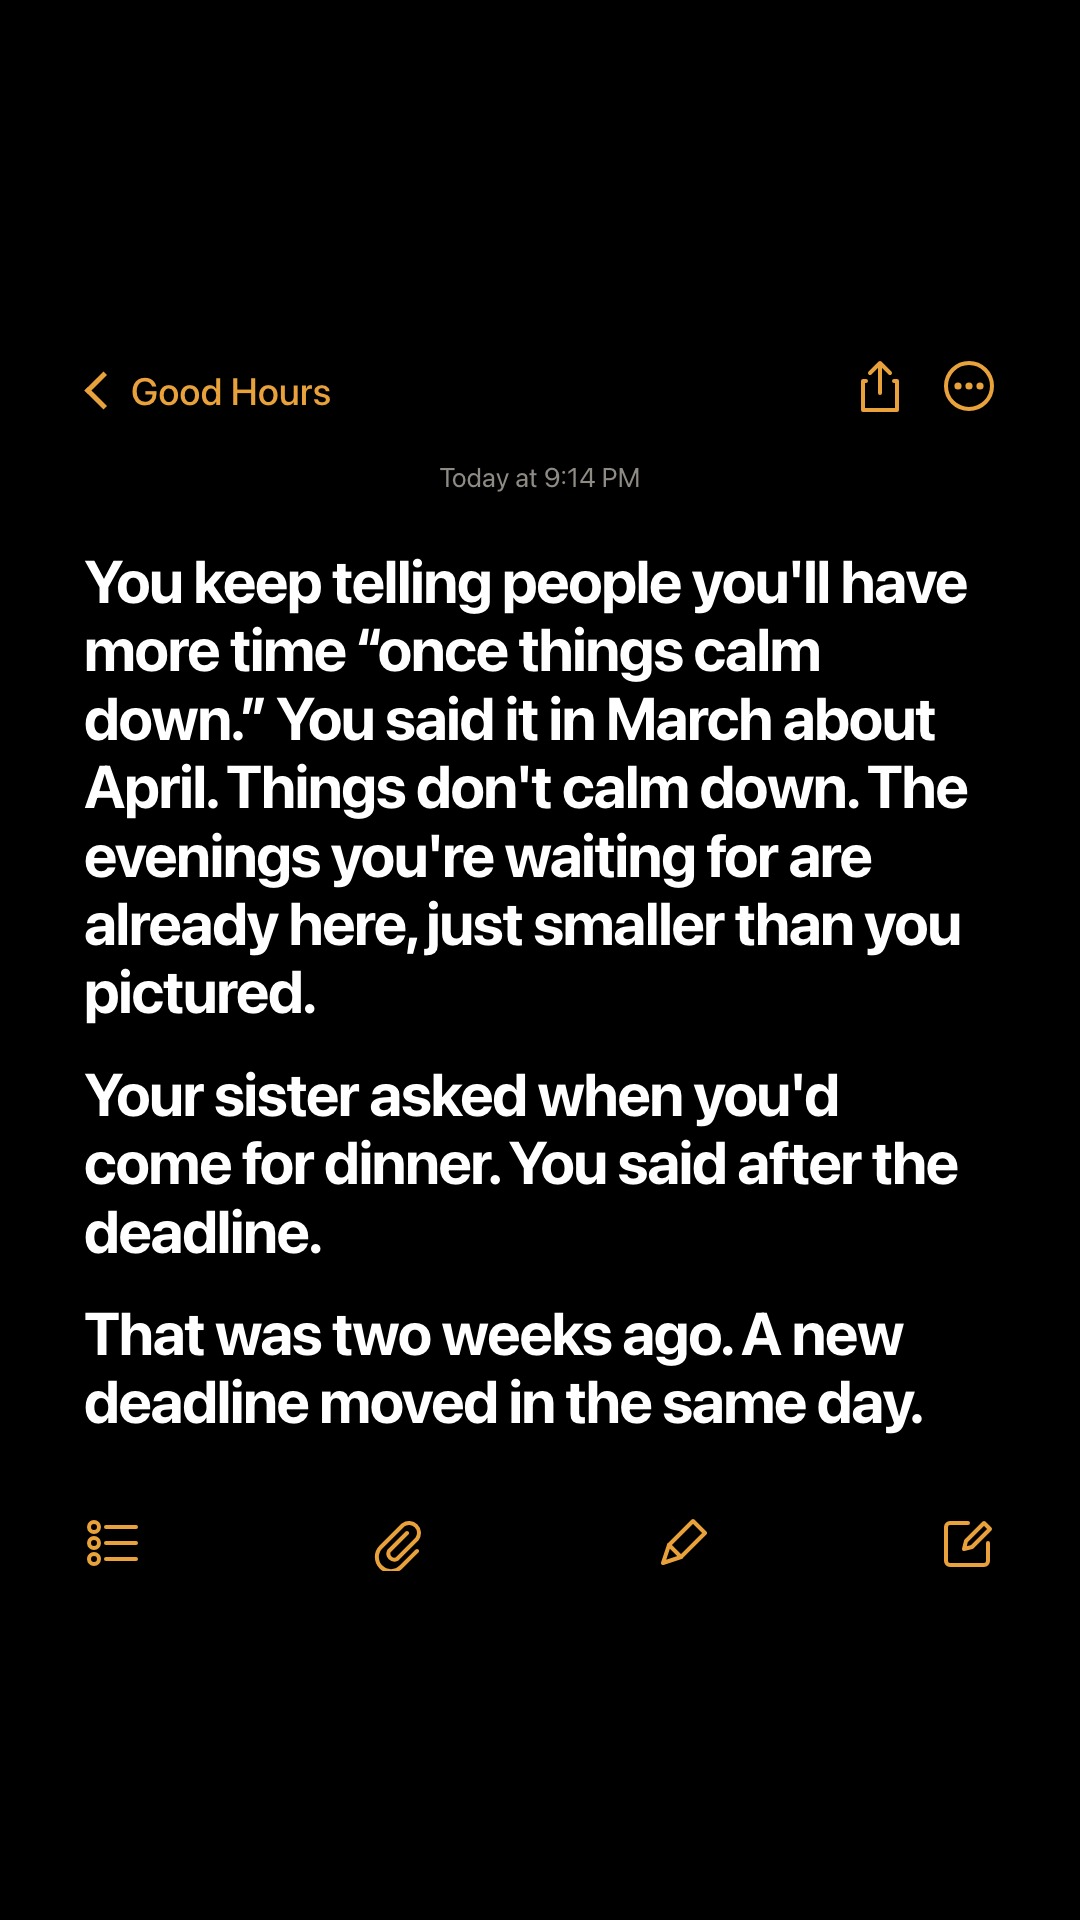 Good Hours
Today at 9:14 PM
You keep telling people you'll have
more time “once things calm
down.” You said it in March about
April. Things don't calm down. The
evenings you're waiting for are
already here, just smaller than you
pictured.
Your sister asked when you'd
come for dinner. You said after the
deadline.
That was two weeks ago. A new
deadline moved in the same day.